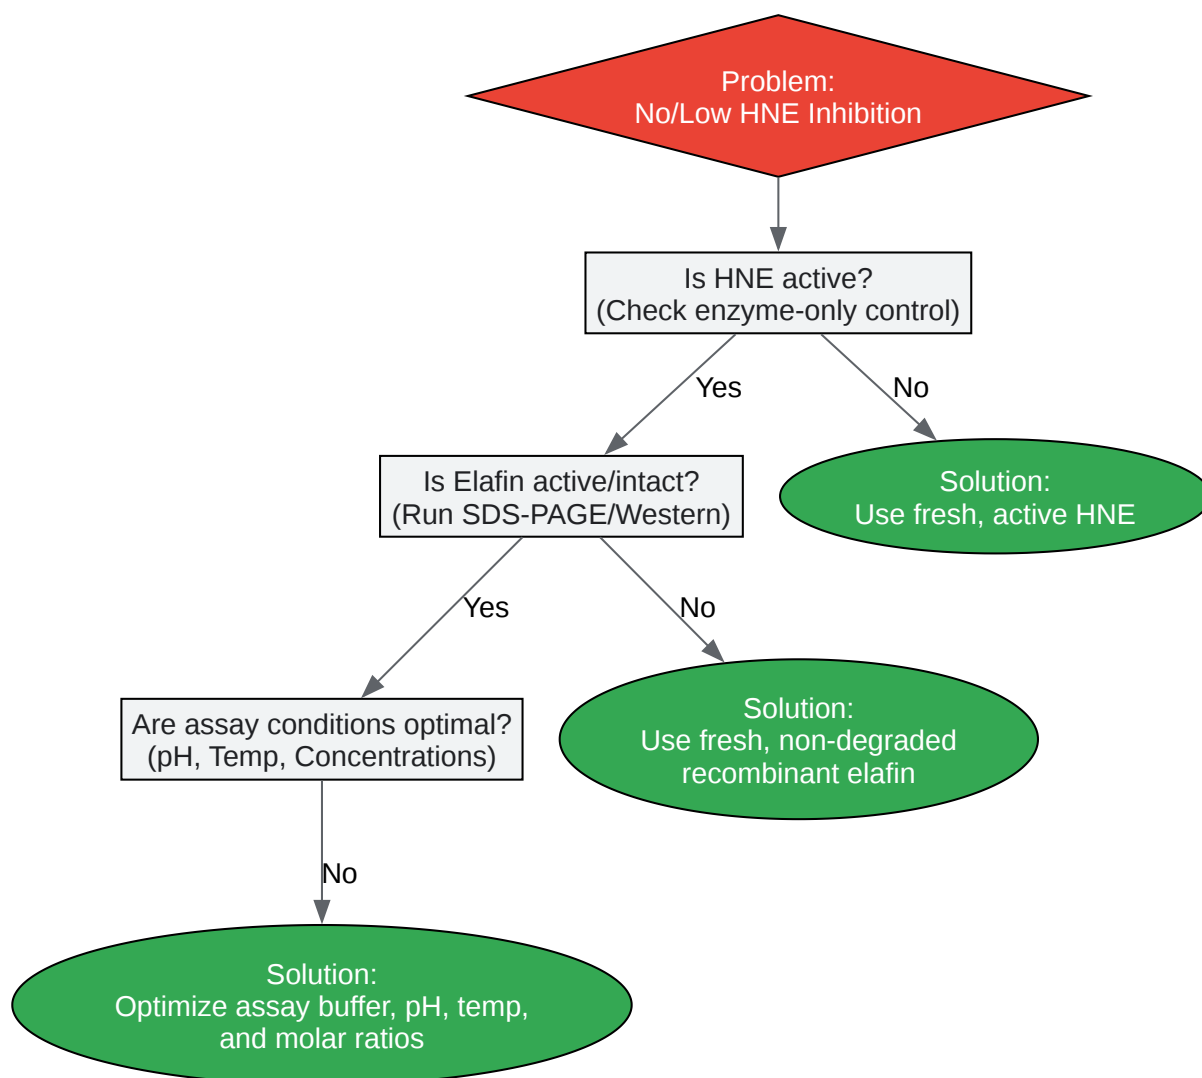 Problem:
No/Low HNE Inhibition
Is HNE active?
(Check enzyme-only control)
Yes
No
Is Elafin active/intact?
(Run SDS-PAGE/Western)
Solution:
Use fresh, active HNE
Yes
No
Are assay conditions optimal?
(pH, Temp, Concentrations)
Solution:
Use fresh, non-degraded
recombinant elafin
No
Solution:
Optimize assay buffer, pH, temp,
and molar ratios